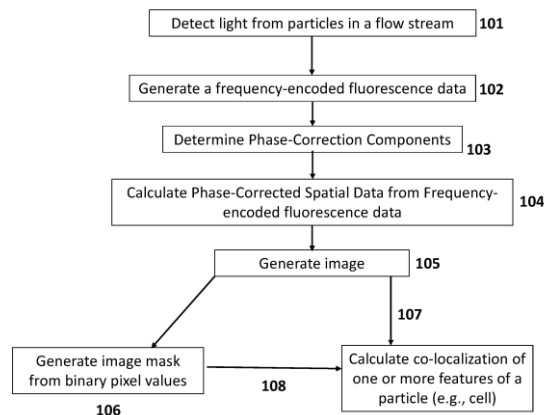 Detect light from particles in a flow stream
101
Generate a frequency-encoded fluorescence data
102
Determine Phase-Correction Components
103
Calculate Phase-Corrected Spatial Data from Frequency-
encoded fluorescence data
104
Generate image
105
107
Generate image mask
from binary pixel values
106
108
Calculate co-localization of
one or more features of a
particle (e.g., cell)